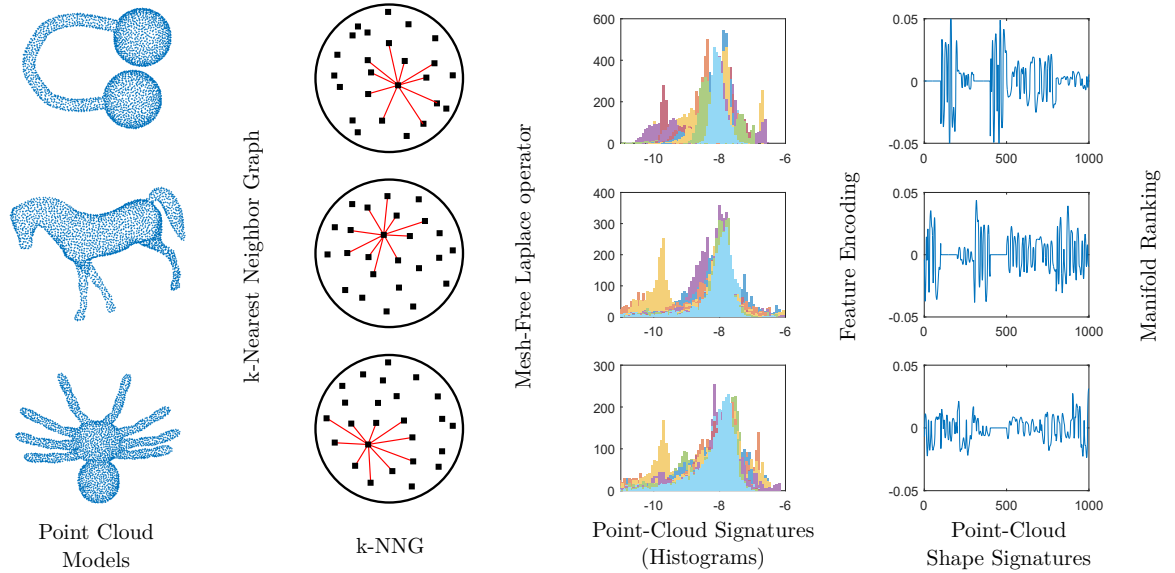 k-Nearest Neighbor Graph
Mesh-Free Laplace operator
Feature Encoding
Manifold Ranking
600
400
200
0
-10 -8 -6
0.05
0
-0.05
0 500 1000
400
300
200
100
0
-10 -8 -6
0.05
0
-0.05
0 500 1000
300
200
100
0
-10 -8 -6
0.05
0
-0.05
0 500 1000
Point Cloud
Models
k-NNG
Point-Cloud Signatures
(Histograms)
Point-Cloud
Shape Signatures